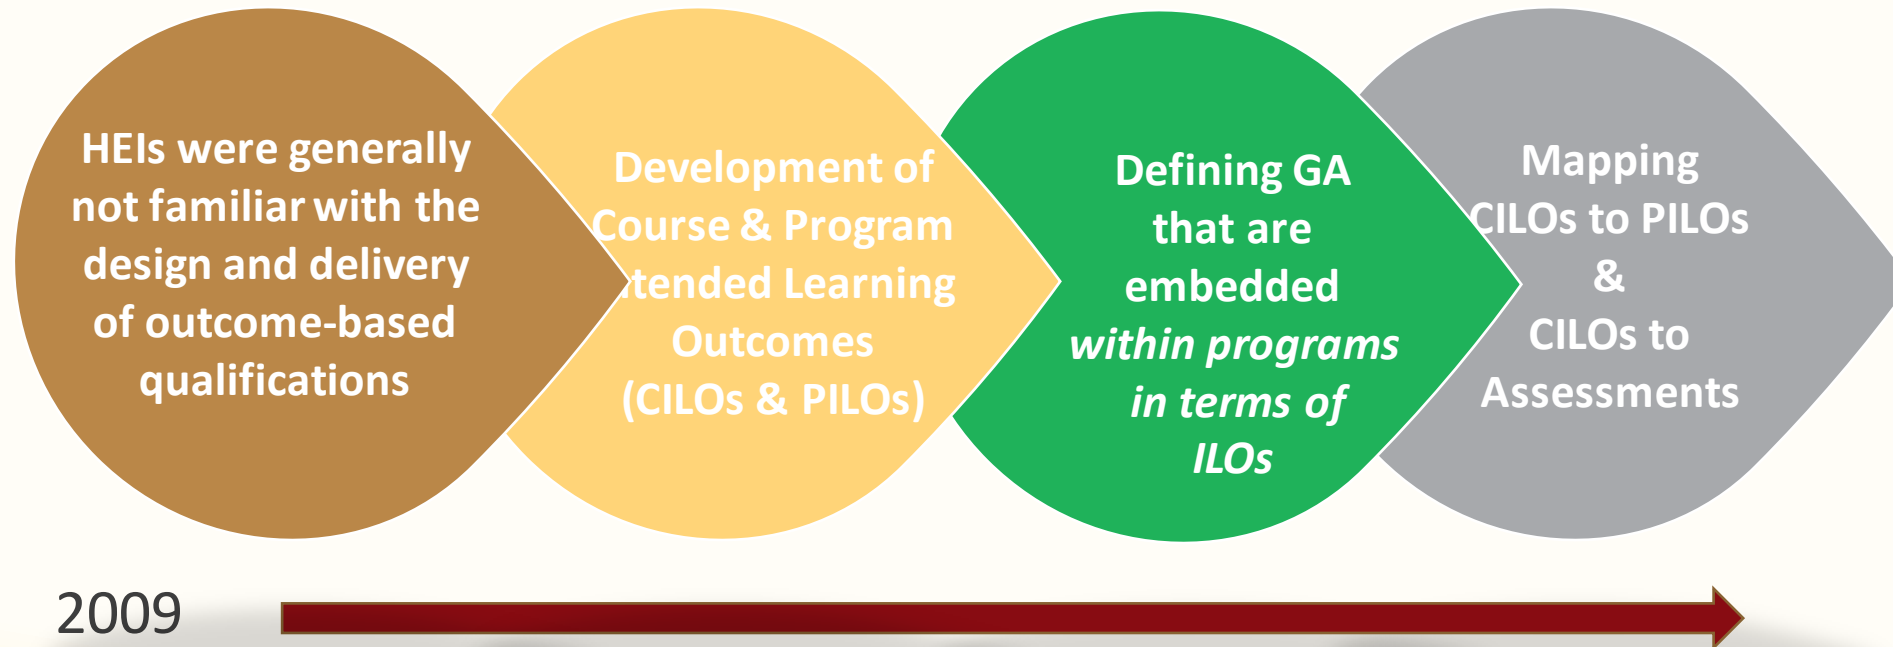 HEIs were generally
not familiar with the
design and delivery
of outcome-based
qualifications
Development of
Course & Program
tended Learning
Outcomes
(CILOs & PILOs)
Defining GA
that are
embedded
within programs
in terms of
ILOs
Mapping
CILOs to PILOs
&
CILOs to
Assessments
2009